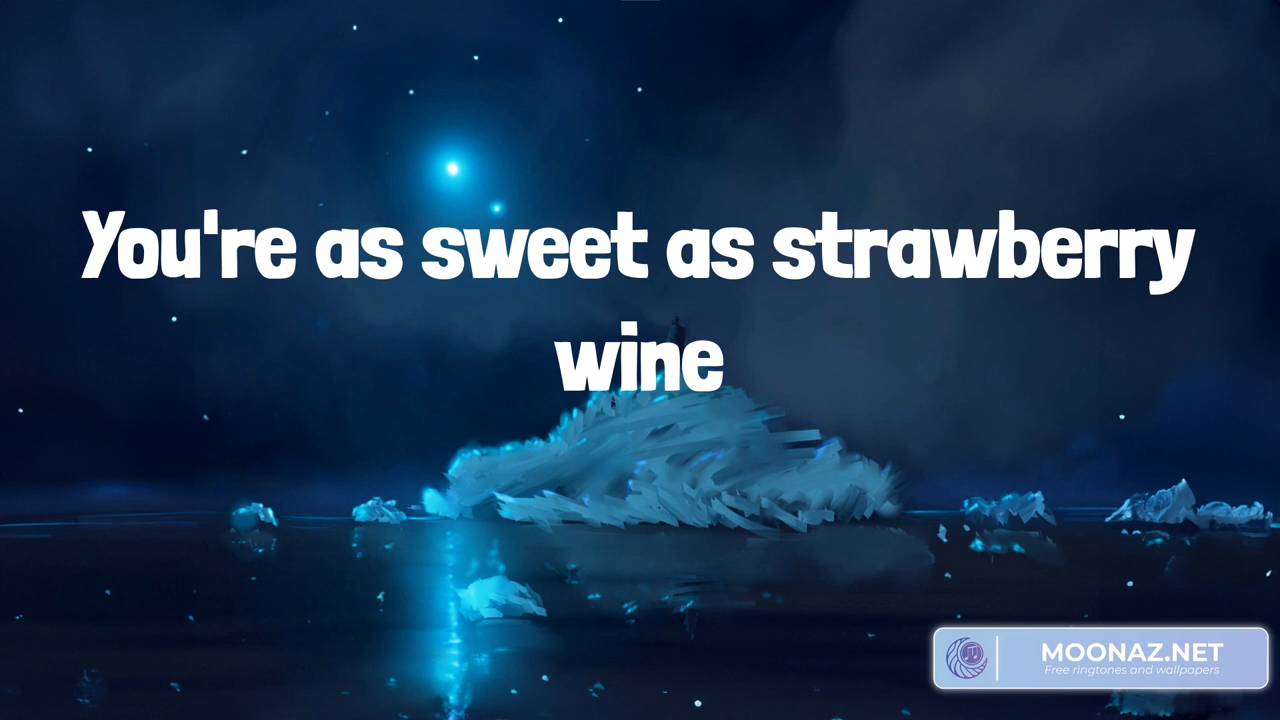 You're as sweet as strawberry
wine
MOONAZ.NET
Free ringtones and wallpapers